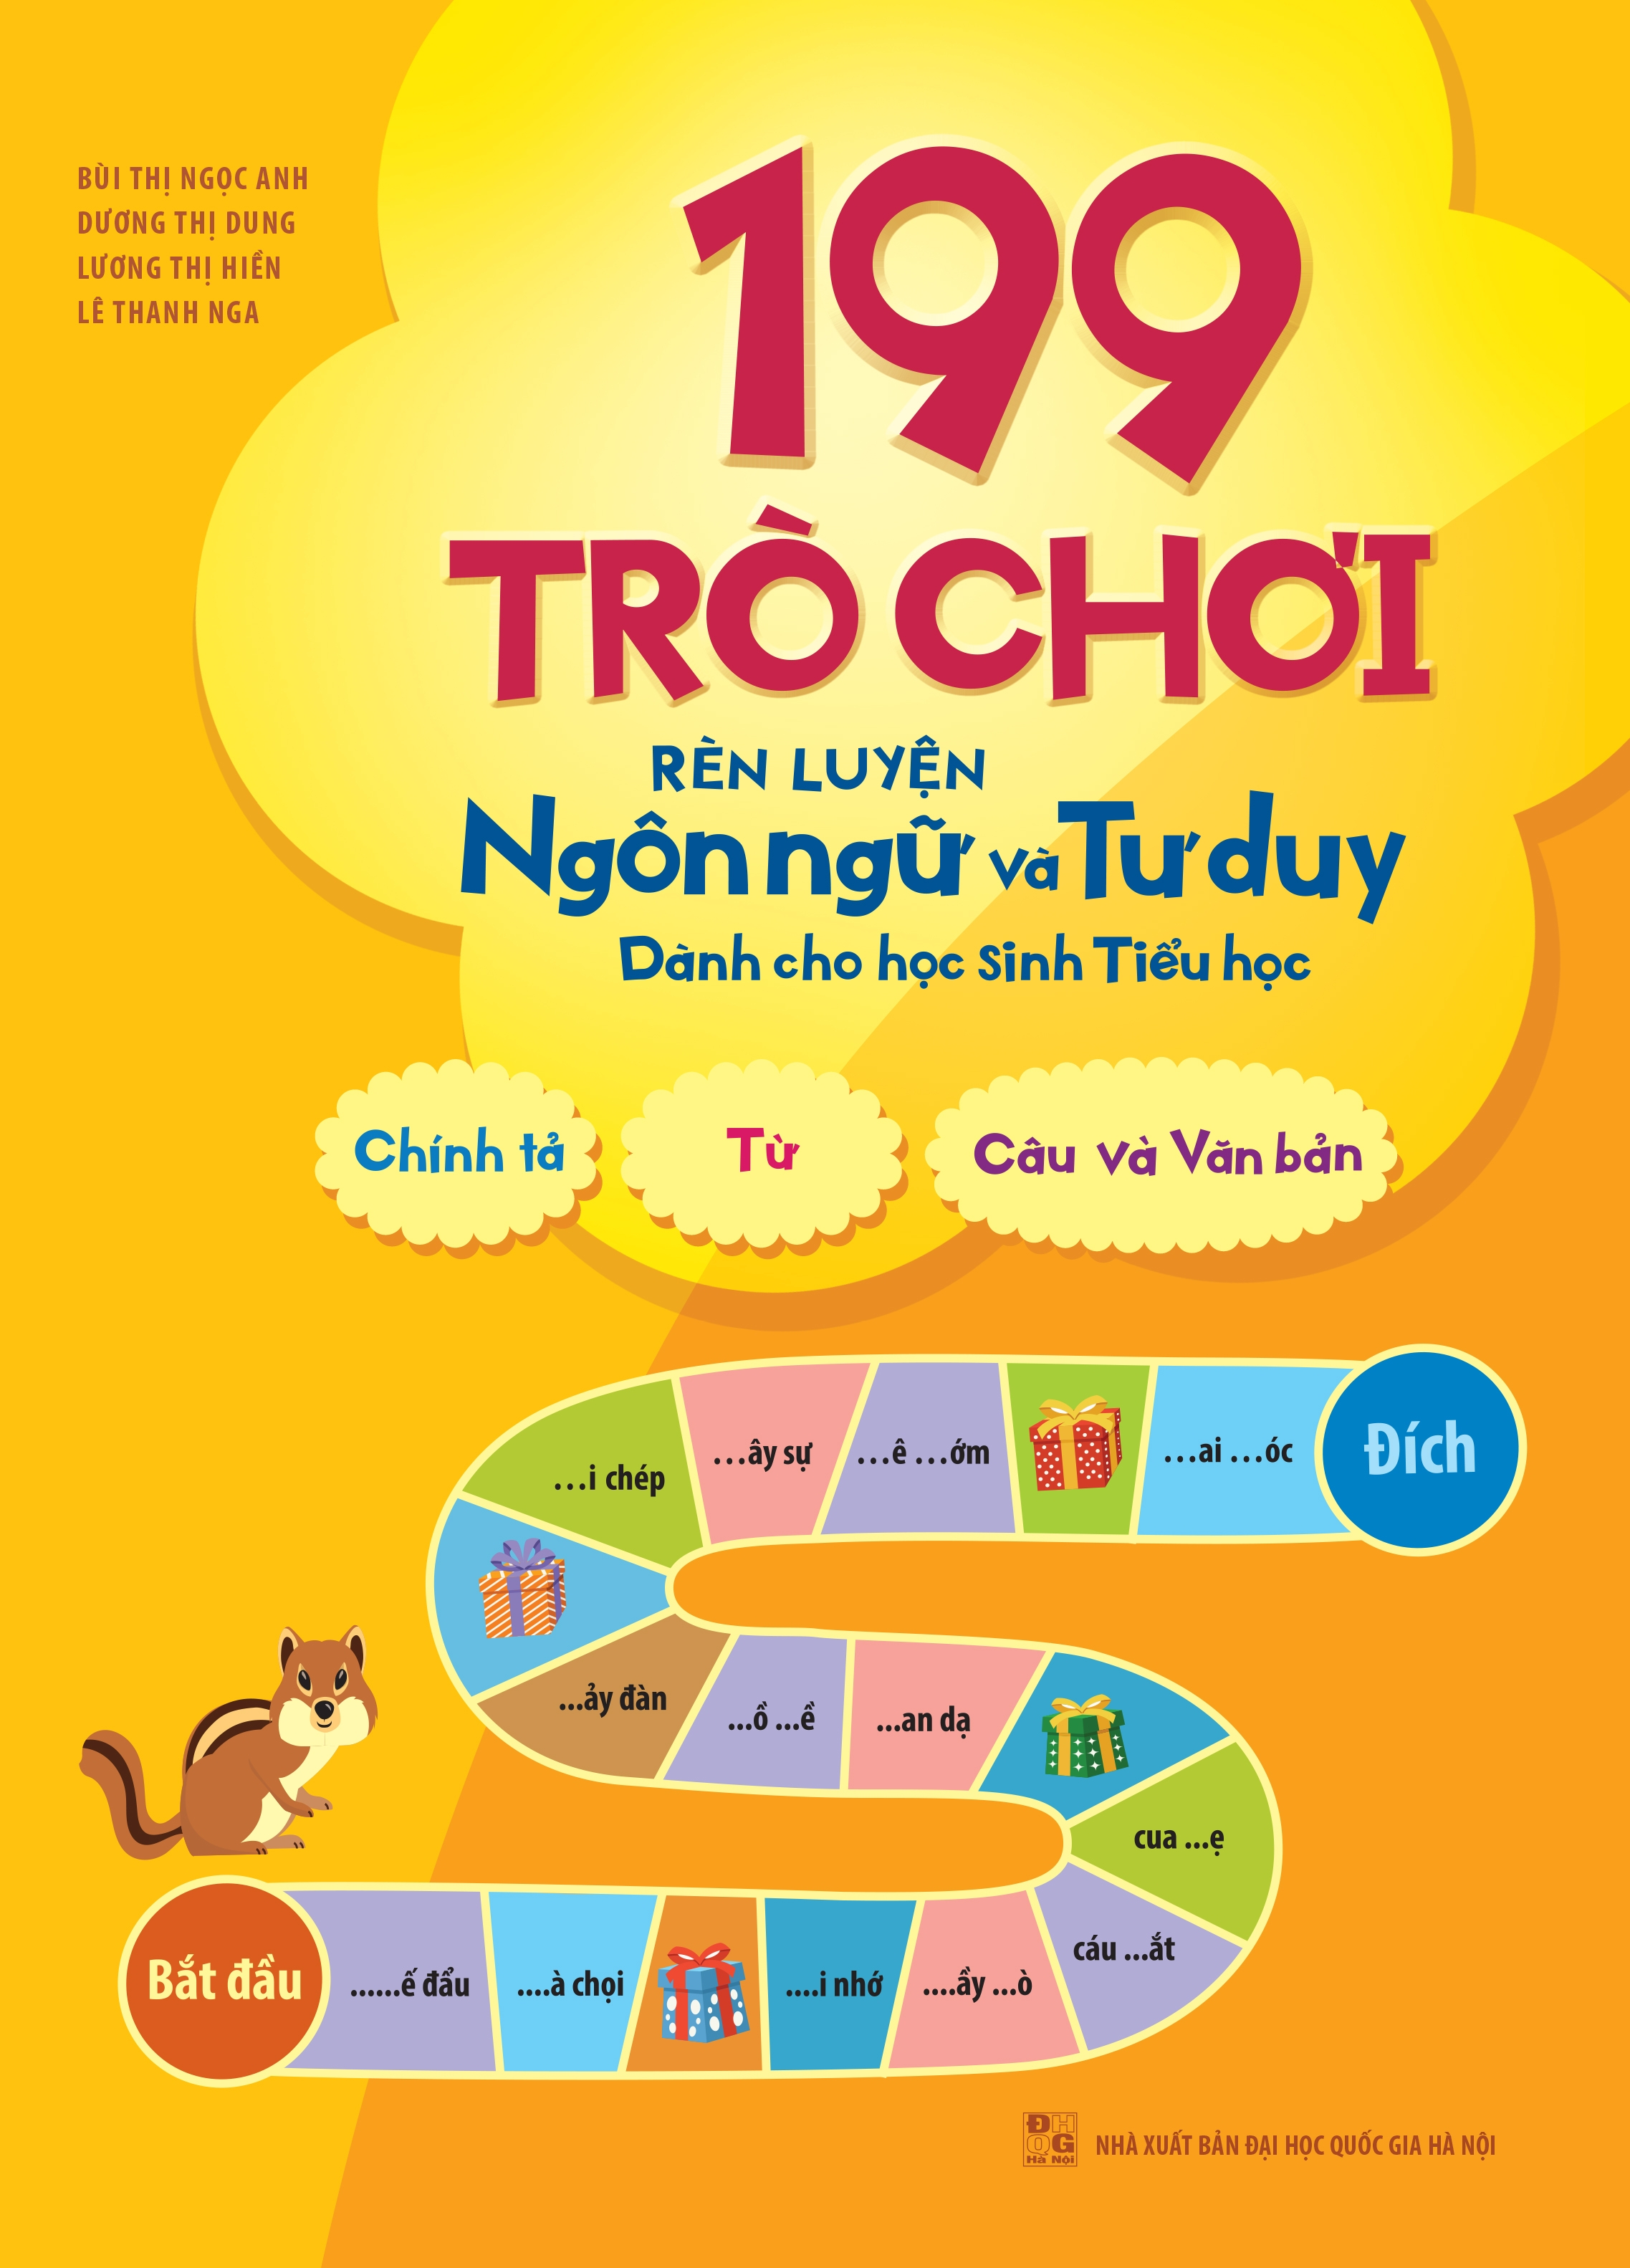 BÙI THỊ NGỌC ANH
DƯƠNG THỊ DUNG
LƯƠNG THỊ HIỀN
LÊ THANH NGA
199
TRÒ CHƠI
RÈN LUYỆN
Ngôn ngữ và Tư duy
Dành cho học sinh Tiểu học
Chính tả
Từ
Câu và Văn bản
...i chép
...ây sự
...ê ...ớm
...ai ...óc
Đích
...ảy đàn
...ồ ...ề
...an dạ
cua ...ẹ
cáu ...ắt
Bắt đầu
......ế đẩu
....à chọi
....i nhớ
....ầy ...ò
ĐHQG
Hà Nội
NHÀ XUẤT BẢN ĐẠI HỌC QUỐC GIA HÀ NỘI